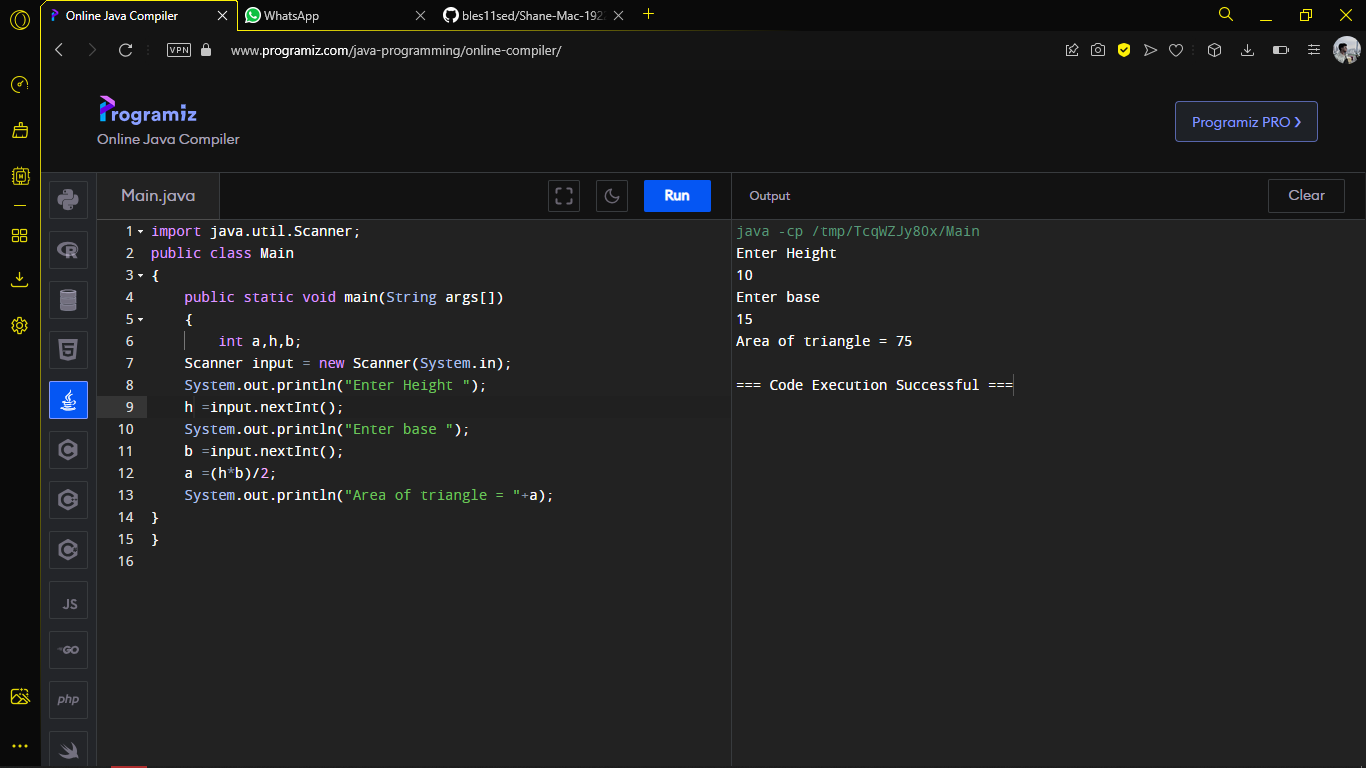 Online Java Compiler
WhatsApp
bles11sed/Shane-Mac-192
VPN
www.programiz.com/java-programming/online-compiler/
Programiz
Online Java Compiler
Programiz PRO ❯
Main.java
Run
Output
Clear
1 import java.util.Scanner;
2 public class Main
3 {
4 public static void main(String args[])
5 {
6 int a,h,b;
7 Scanner input = new Scanner(System.in);
8 System.out.println("Enter Height ");
9 h =input.nextInt();
10 System.out.println("Enter base ");
11 b =input.nextInt();
12 a =(h*b)/2;
13 System.out.println("Area of triangle = "+a);
14 }
15 }
16
java -cp /tmp/TcqWZJy8Ox/Main
Enter Height
10
Enter base
15
Area of triangle = 75
=== Code Execution Successful ===
JS
GO
php